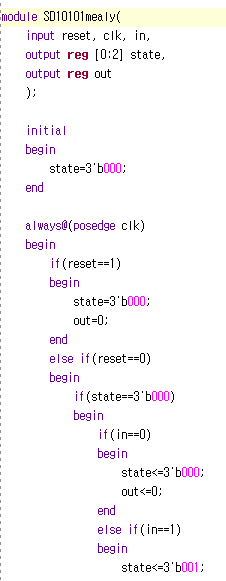 module SD10101mealy(
input reset, clk, in,
output reg [0:2] state,
output reg out
);
initial
begin
state=3'b000;
end
always@(posedge clk)
begin
if(reset==1)
begin
state=3'b000;
out=0;
end
else if(reset==0)
begin
if(state==3'b000)
begin
if(in==0)
begin
state<=3'b000;
out<=0;
end
else if(in==1)
begin
state<=3'b001;